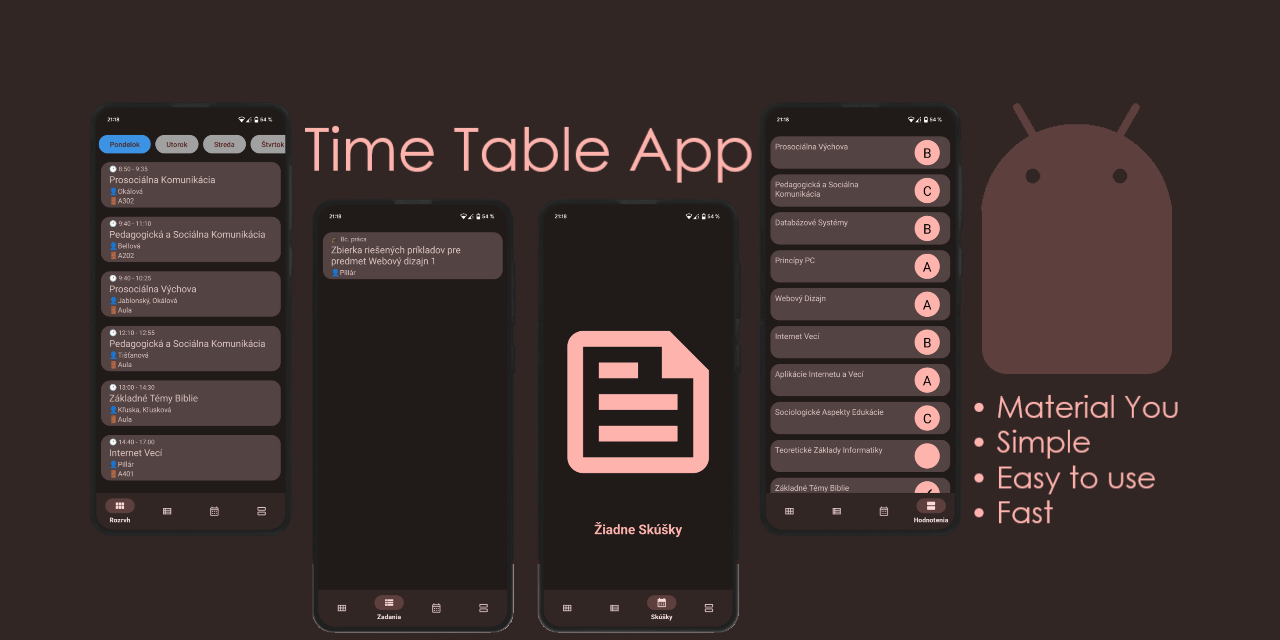 Time Table App
21:18
54 %
Pondelok
Utorok
Streda
Štvrtok
8:50 - 9:35
Prosociálna Komunikácia
Okálová
A302
9:40 - 11:10
Pedagogická a Sociálna Komunikácia
Bellová
A202
9:40 - 10:25
Prosociálna Výchova
Jablonský, Okálová
Aula
12:10 - 12:55
Pedagogická a Sociálna Komunikácia
Tišťanová
Aula
13:00 - 14:30
Základné Témy Biblie
Kľuska, Kľusková
Aula
14:40 - 17:00
Internet Vecí
Pillár
A401
Rozvrh
21:18
54 %
Bc. práca
Zbierka riešených príkladov pre
predmet Webový dizajn 1
Pillár
Zadania
21:18
54 %
Žiadne Skúšky
Skúšky
21:18
54 %
Prosociálna Výchova
B
Pedagogická a Sociálna
Komunikácia
C
Databázové Systémy
B
Princípy PC
A
Webový Dizajn
A
Internet Vecí
B
Aplikácie Internetu a Vecí
A
Sociologické Aspekty Edukácie
C
Teoretické Základy Informatiky
Základné Témy Biblie
Hodnotenia
• Material You
• Simple
• Easy to use
• Fast